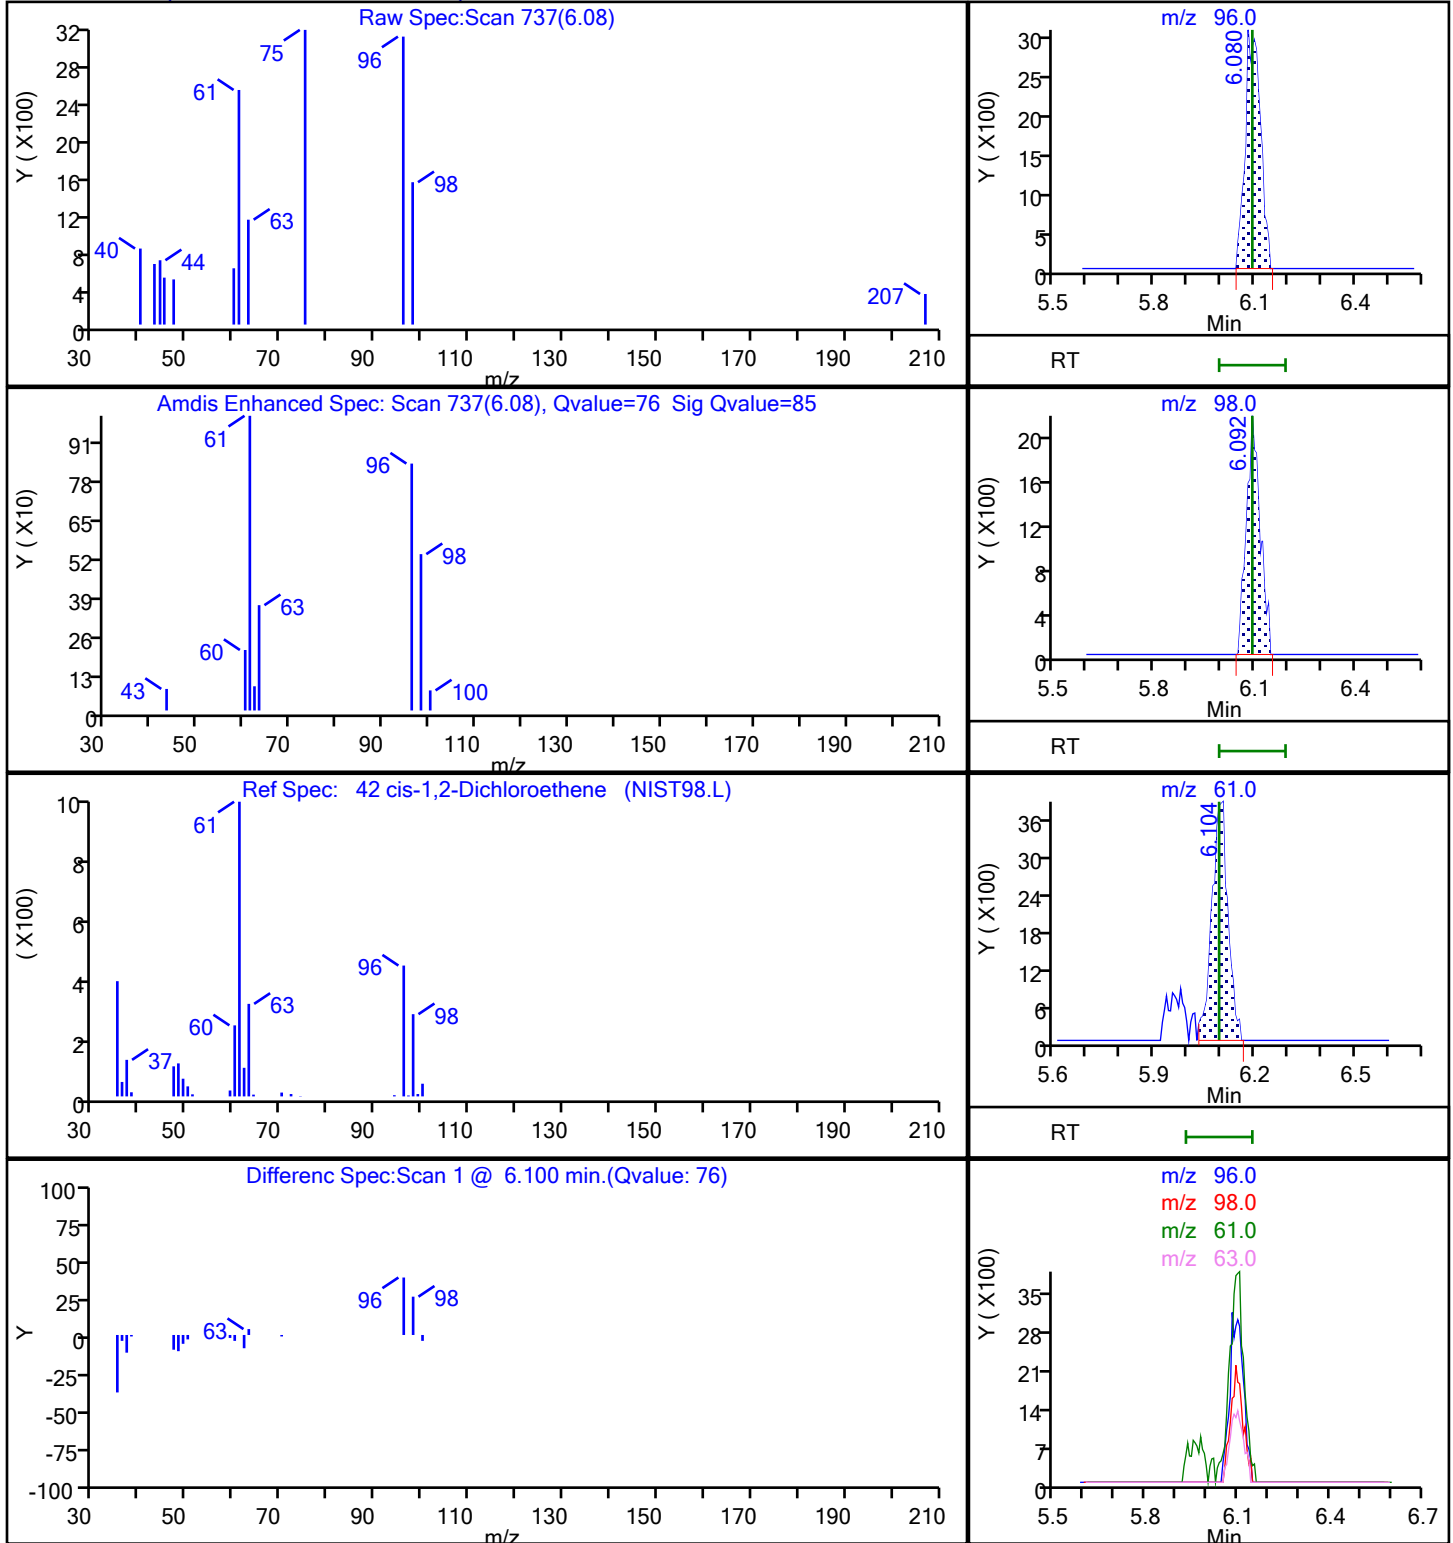 Raw Spec:Scan 737(6.08)
32
28
24
20
16
12
8
4
0
Y ( X100)
75
96
61
98
63
40
44
207
30 50 70 90 110 130 150 170 190 210
m/z
m/z 96.0
30
25
20
15
10
5
0
Y ( X100)
6.080
5.5 5.8 6.1 6.4
Min
RT
Amdis Enhanced Spec: Scan 737(6.08), Qvalue=76 Sig Qvalue=85
91
78
65
52
39
26
13
0
Y ( X10)
61
96
98
63
60
43
100
30 50 70 90 110 130 150 170 190 210
m/z
m/z 98.0
20
16
12
8
4
0
Y ( X100)
6.092
5.5 5.8 6.1 6.4
Min
RT
Ref Spec: 42 cis-1,2-Dichloroethene (NIST98.L)
10
8
6
4
2
0
( X100)
61
96
63
98
60
37
30 50 70 90 110 130 150 170 190 210
m/z 61.0
36
30
24
18
12
6
0
Y ( X100)
6.104
5.6 5.9 6.2 6.5
Min
RT
Differenc Spec:Scan 1 @ 6.100 min.(Qvalue: 76)
100
75
50
25
0
-25
-50
-75
-100
Y
96
98
63
30 50 70 90 110 130 150 170 190 210
m/z
m/z 96.0
m/z 98.0
m/z 61.0
m/z 63.0
35
28
21
14
7
0
Y ( X100)
5.5 5.8 6.1 6.4 6.7
Min